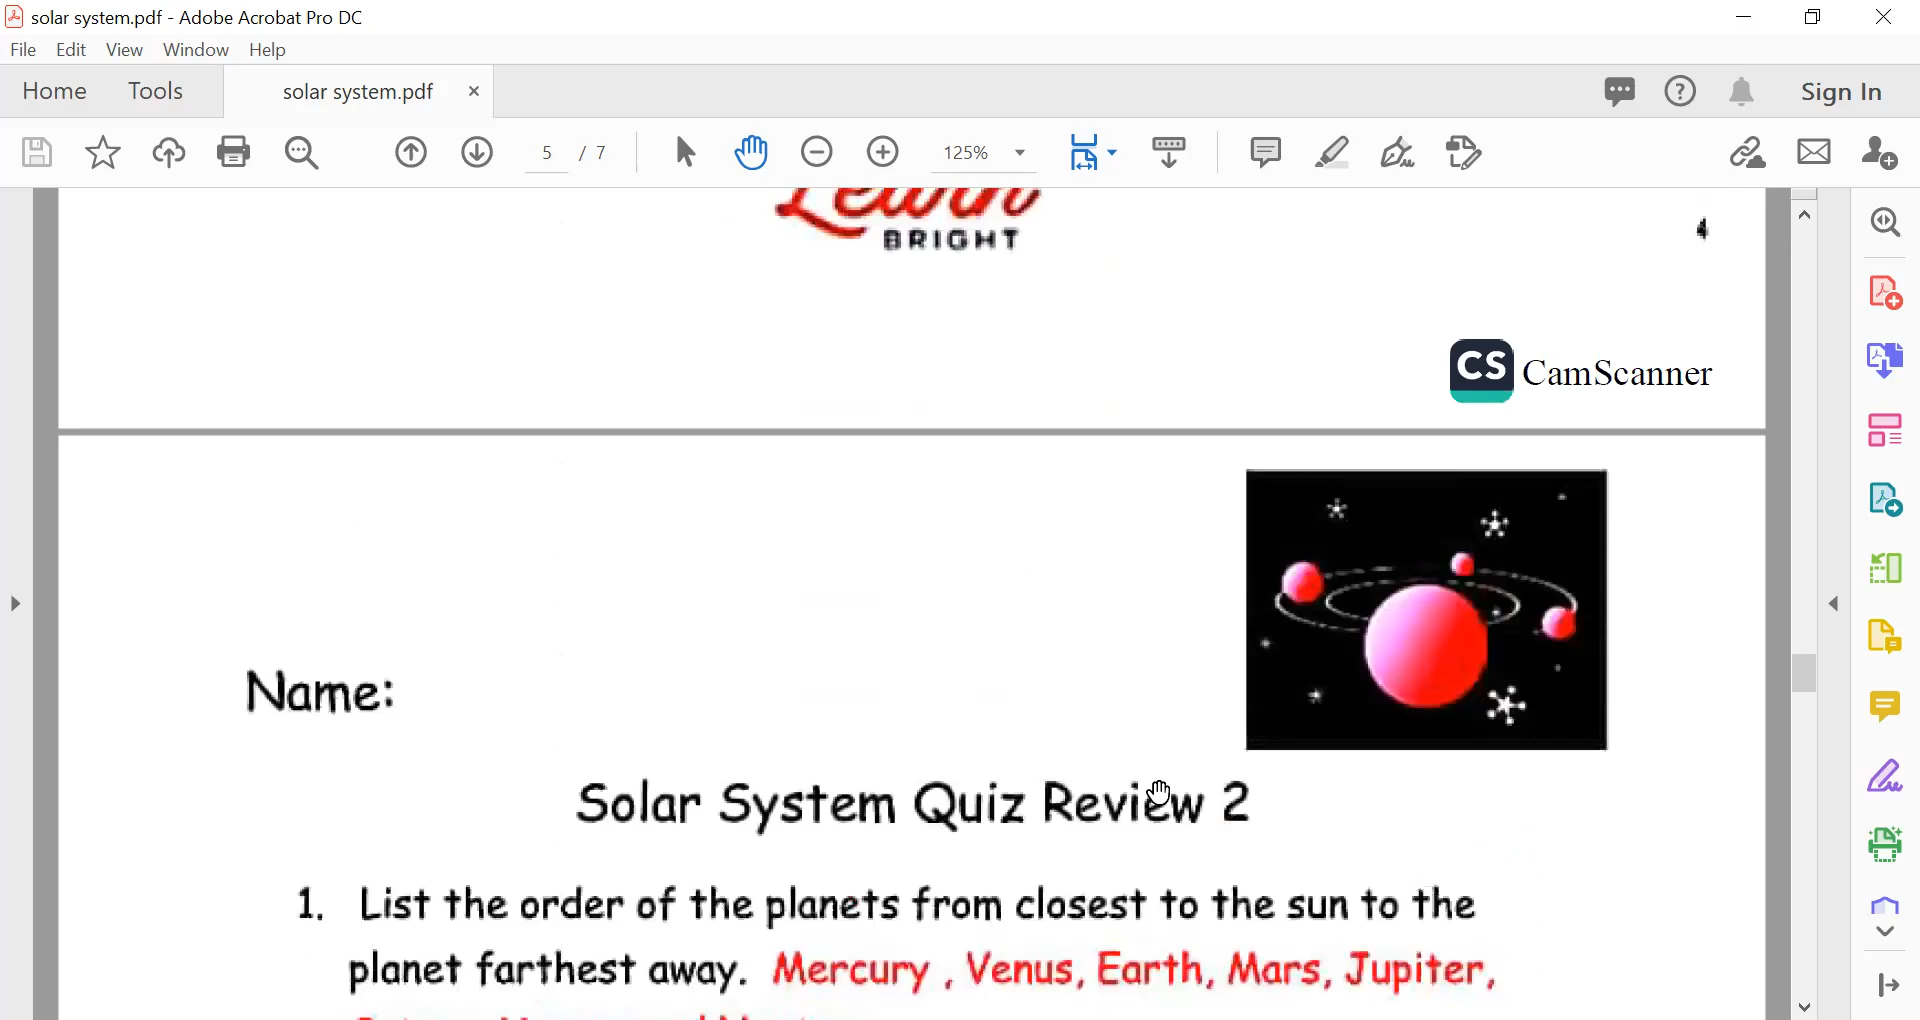 solar system.pdf - Adobe Acrobat Pro DC
File Edit View Window Help
Home Tools solar system.pdf × Sign In
5 / 7 125%
Learn
BRIGHT
4
CS CamScanner
Name:
Solar System Quiz Review 2
1. List the order of the planets from closest to the sun to the
planet farthest away. Mercury , Venus, Earth, Mars, Jupiter,